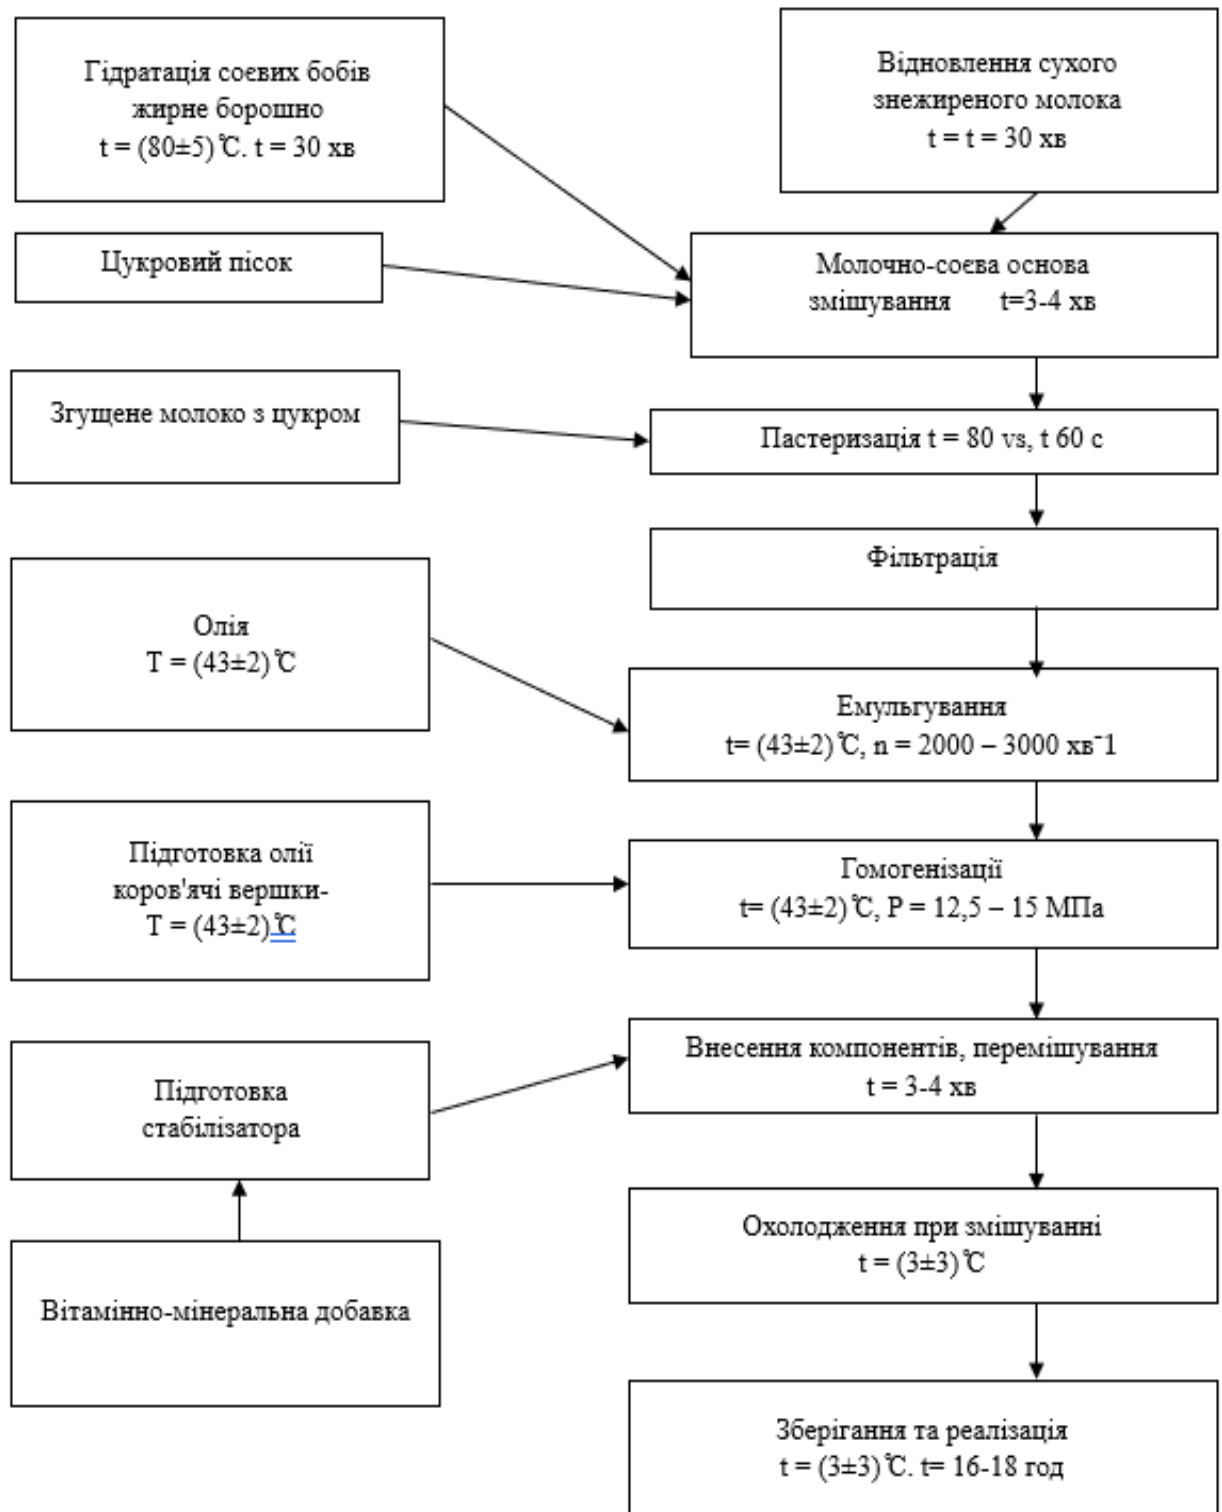 Гідратація соєвих бобів
жирне борошно
t = (80±5)℃. t = 30 хв
Відновлення сухого
знежиреного молока
t = t = 30 хв
Цукровий пісок
Молочно-соєва основа
змішування t=3-4 хв
Згущене молоко з цукром
Пастеризація t = 80 vs, t 60 с
Фільтрація
Олія
Т = (43±2)℃
Емульгування
t= (43±2)℃, n = 2000 – 3000 хв⁻1
Підготовка олії
коров'ячі вершки-
Т = (43±2)℃
Гомогенізації
t= (43±2)℃, Р = 12,5 – 15 МПа
Внесення компонентів, перемішування
t = 3-4 хв
Підготовка
стабілізатора
Охолодження при змішуванні
t = (3±3)℃
Вітамінно-мінеральна добавка
Зберігання та реалізація
t = (3±3)℃. t= 16-18 год